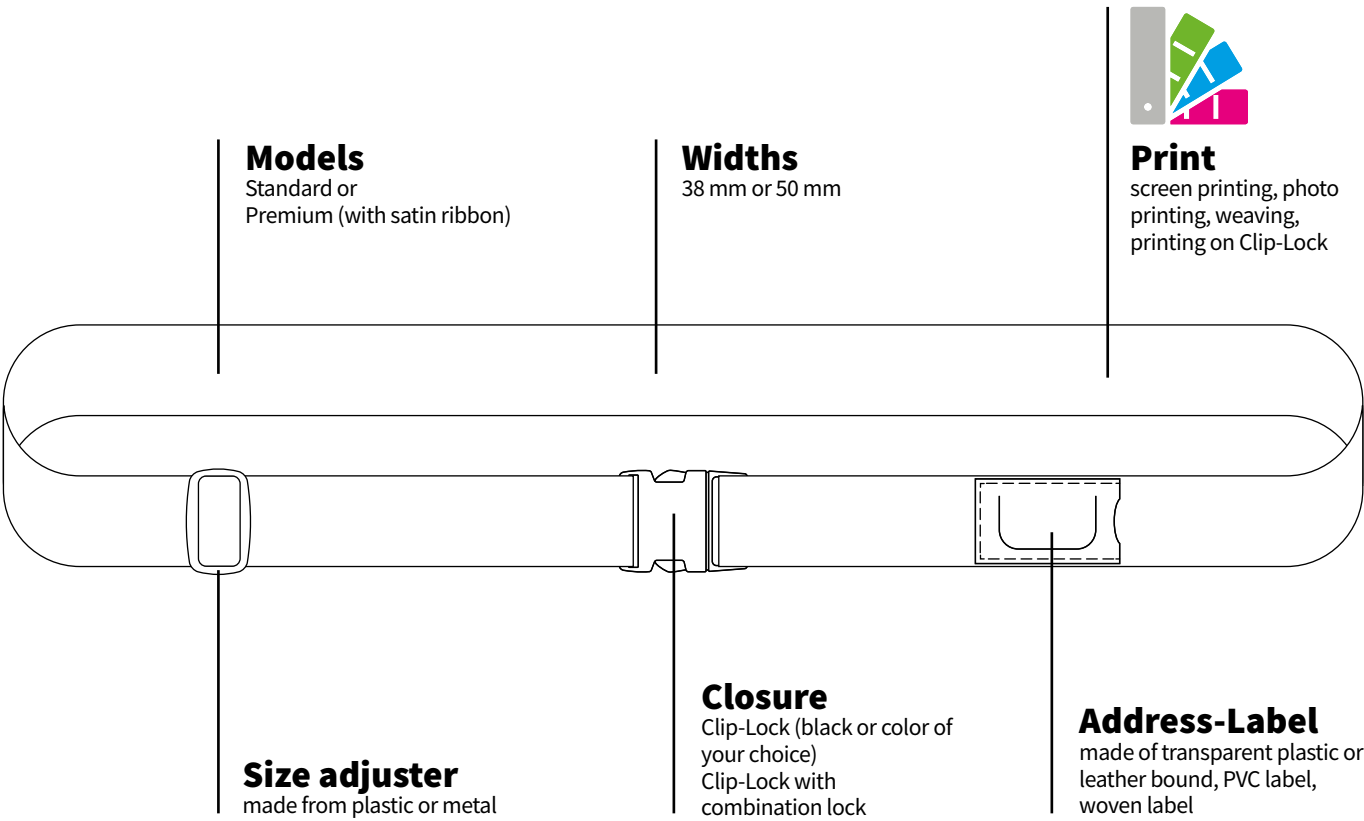 Models
Standard or
Premium (with satin ribbon)
Widths
38 mm or 50 mm
Print
screen printing, photo
printing, weaving,
printing on Clip-Lock
Size adjuster
made from plastic or metal
Closure
Clip-Lock (black or color of
your choice)
Clip-Lock with
combination lock
Address-Label
made of transparent plastic or
leather bound, PVC label,
woven label